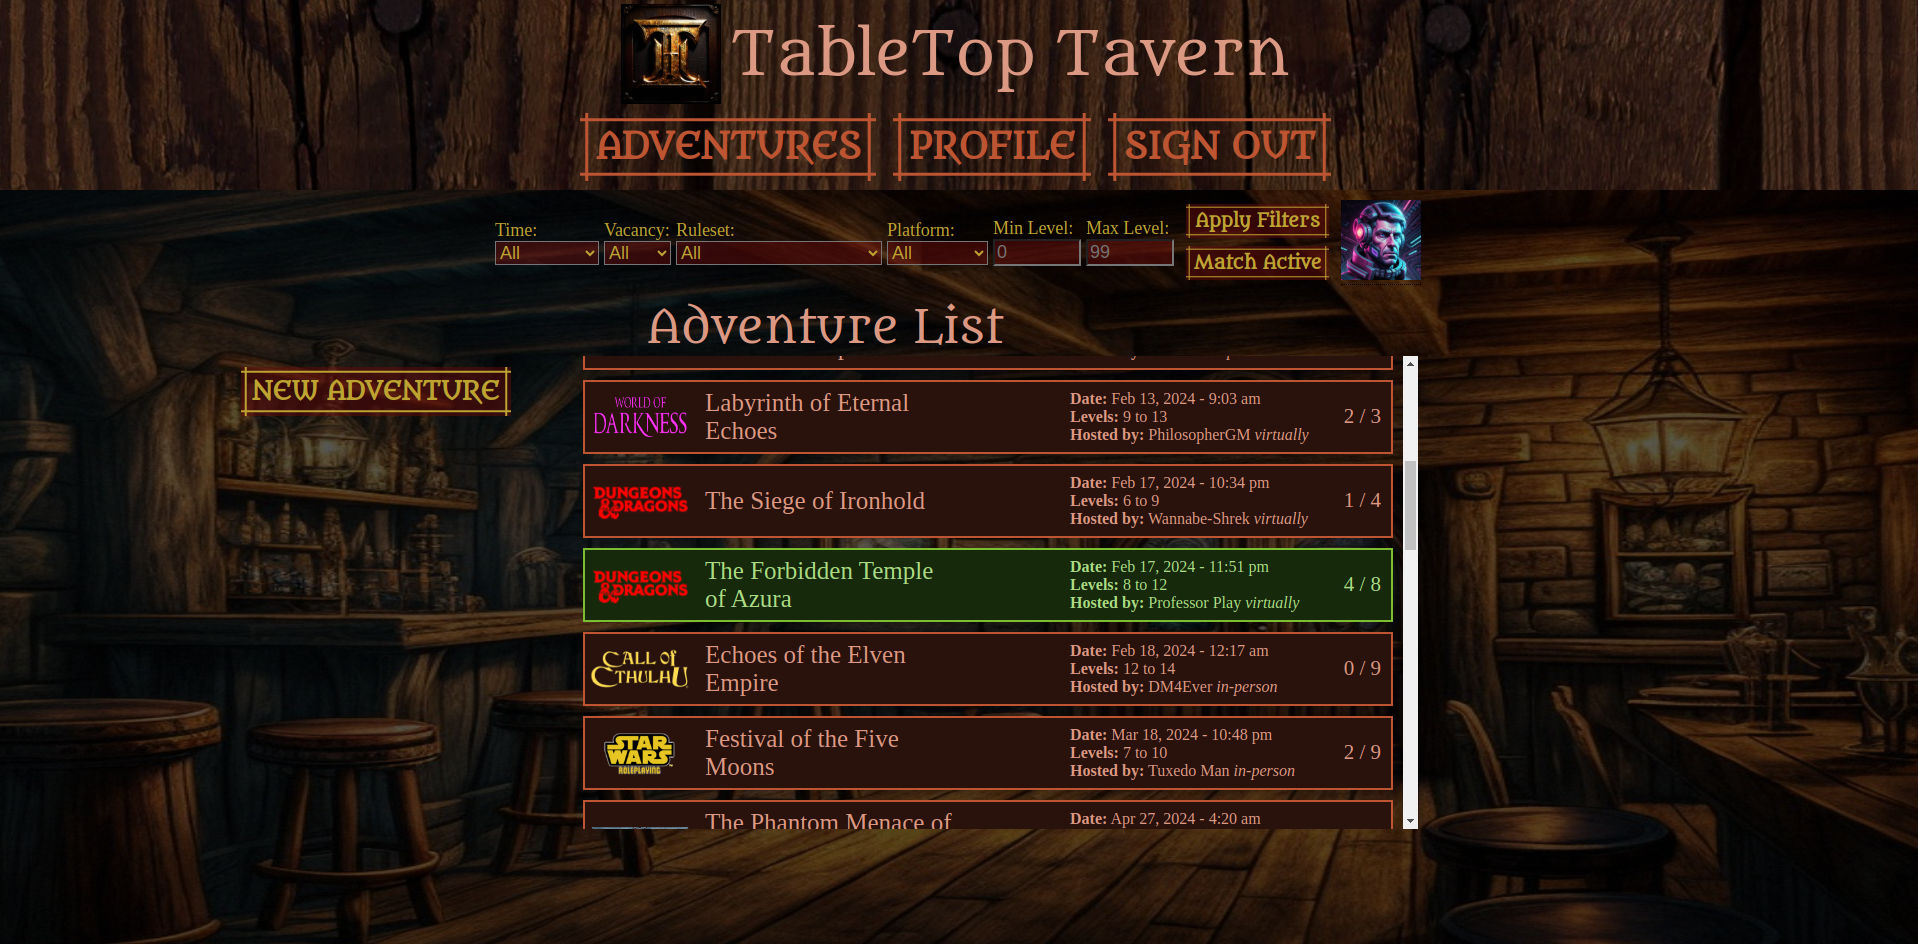 TableTop Tavern
ADVENTURES PROFILE SIGN OUT
Time: Vacancy: Ruleset: Platform: Min Level: Max Level:
All All All All 0 99
Apply Filters
Match Active
Adventure List
NEW ADVENTURE
WORLD OF
DARKNESS
Labyrinth of Eternal
Echoes
Date: Feb 13, 2024 - 9:03 am
Levels: 9 to 13
Hosted by: PhilosopherGM virtually
2 / 3
DUNGEONS
& DRAGONS
The Siege of Ironhold
Date: Feb 17, 2024 - 10:34 pm
Levels: 6 to 9
Hosted by: Wannabe-Shrek virtually
1 / 4
DUNGEONS
& DRAGONS
The Forbidden Temple
of Azura
Date: Feb 17, 2024 - 11:51 pm
Levels: 8 to 12
Hosted by: Professor Play virtually
4 / 8
CALL of
CTHULHU
Echoes of the Elven
Empire
Date: Feb 18, 2024 - 12:17 am
Levels: 12 to 14
Hosted by: DM4Ever in-person
0 / 9
STAR
WARS
ROLEPLAYING
Festival of the Five
Moons
Date: Mar 18, 2024 - 10:48 pm
Levels: 7 to 10
Hosted by: Tuxedo Man in-person
2 / 9
The Phantom Menace of
Date: Apr 27, 2024 - 4:20 am